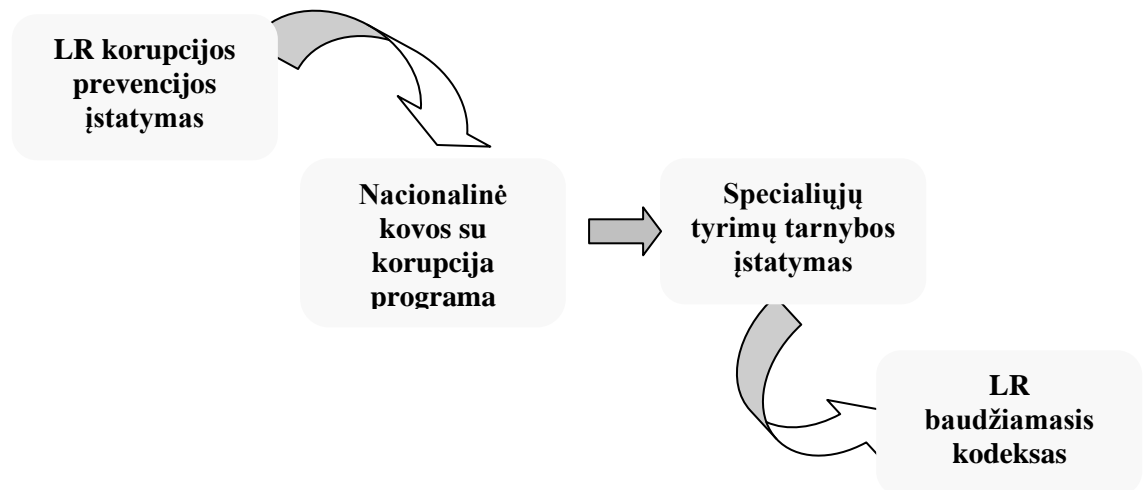 LR korupcijos
prevencijos
įstatymas
Nacionalinė
kovos su
korupcija
programa
Specialiųjų
tyrimų tarnybos
įstatymas
LR
baudžiamasis
kodeksas